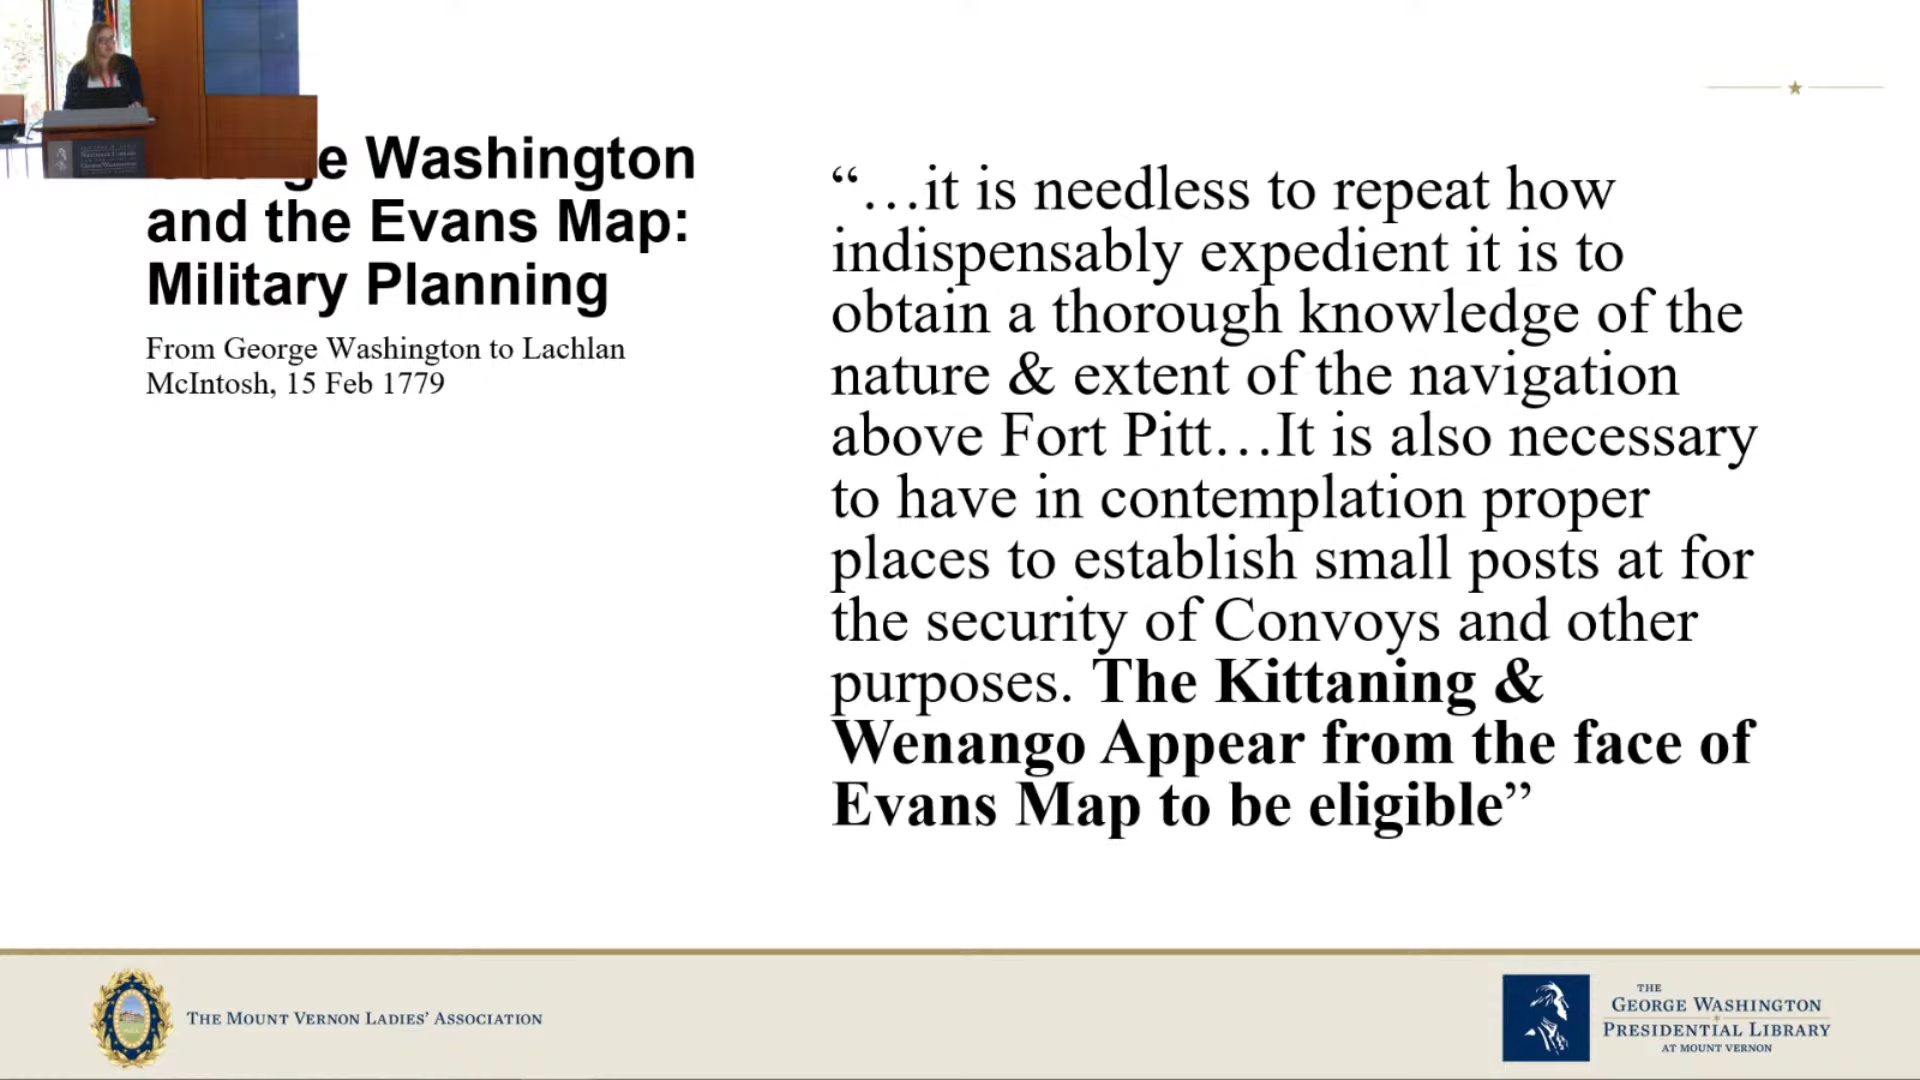 ge Washington
and the Evans Map:
Military Planning
From George Washington to Lachlan
McIntosh, 15 Feb 1779
“…it is needless to repeat how
indispensably expedient it is to
obtain a thorough knowledge of the
nature & extent of the navigation
above Fort Pitt…It is also necessary
to have in contemplation proper
places to establish small posts at for
the security of Convoys and other
purposes. The Kittaning &
Wenango Appear from the face of
Evans Map to be eligible”
THE MOUNT VERNON LADIES’ ASSOCIATION
THE
GEORGE WASHINGTON
PRESIDENTIAL LIBRARY
AT MOUNT VERNON